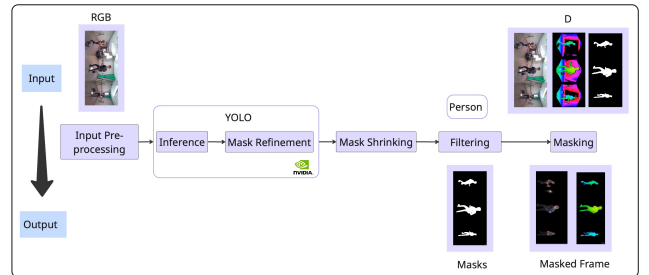 RGB
D
Input
YOLO
Person
Input Pre-
processing
Inference
Mask Refinement
Mask Shrinking
Filtering
Masking
NVIDIA.
Output
Masks
Masked Frame